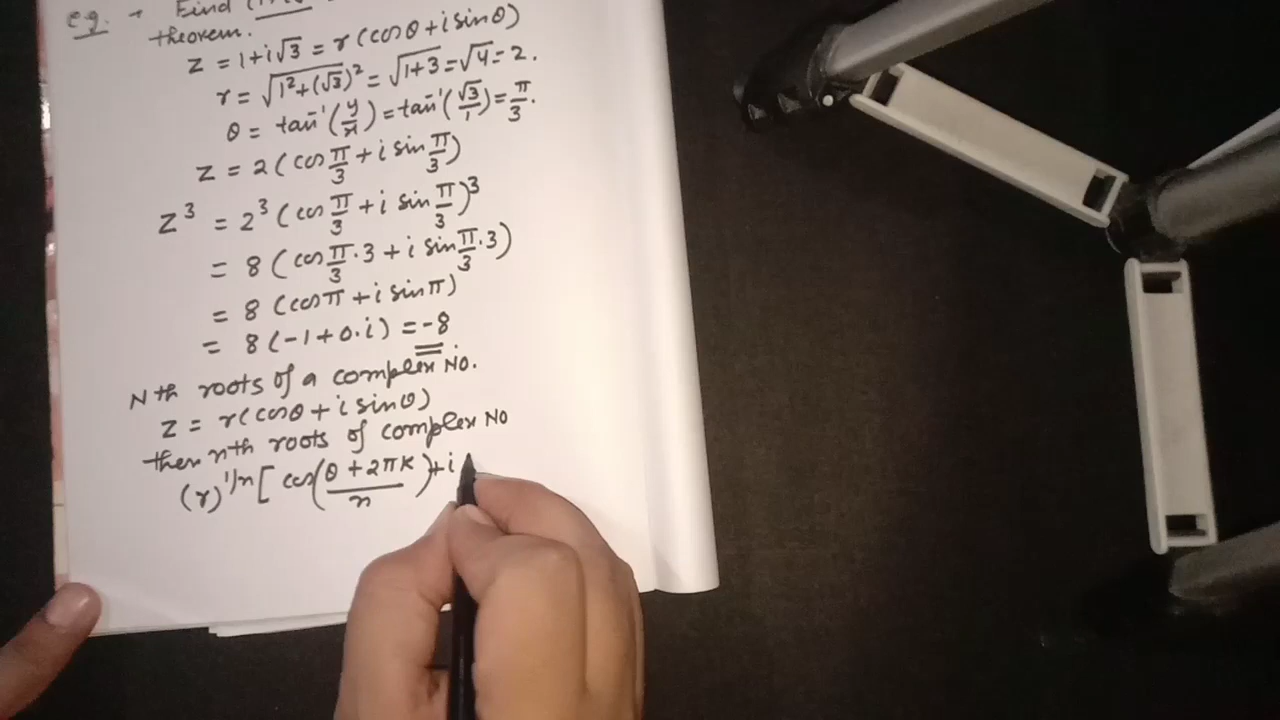 e.g. → Find
theorem.
z = 1+i√3 = r (cosθ+i sinθ)
r = √1²+(√3)² = √1+3 = √4 = 2.
θ = tan⁻¹(y/x) = tan⁻¹(√3/1) = π/3.
z = 2 (cos π/3 + i sin π/3)
z³ = 2³ (cos π/3 + i sin π/3)³
= 8 (cos π/3 · 3 + i sin π/3 · 3)
= 8 (cosπ + i sinπ)
= 8 (-1+0.i) = -8
Nth roots of a complex No.
z = r(cosθ + i sinθ)
then nth roots of complex NO
(r)^1/n [ cos(θ + 2πK / n) + i